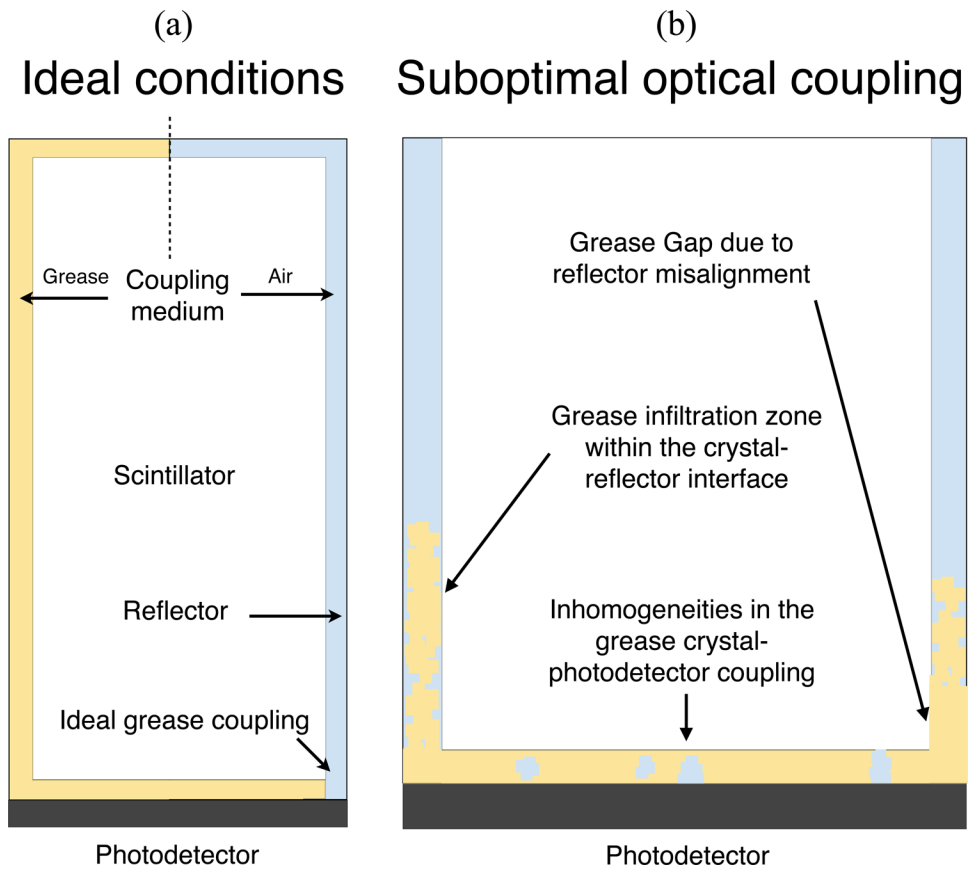 (a)
Ideal conditions
Grease
Coupling
medium
Air
Scintillator
Reflector
Ideal grease coupling
Photodetector
(b)
Suboptimal optical coupling
Grease Gap due to
reflector misalignment
Grease infiltration zone
within the crystal-
reflector interface
Inhomogeneities in the
grease crystal-
photodetector coupling
Photodetector